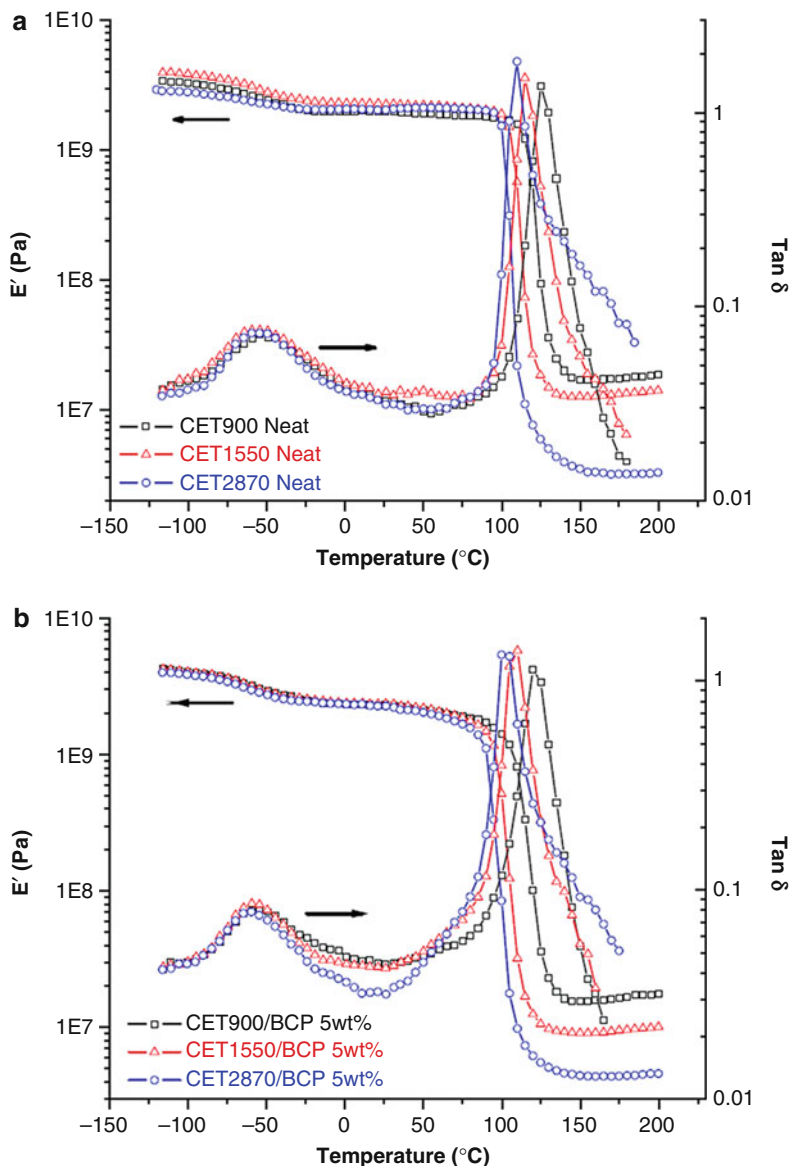 a
1E10
1E9
1E8
1E7
E′ (Pa)
1
0.1
0.01
Tan δ
CET900 Neat
CET1550 Neat
CET2870 Neat
−150 −100 −50 0 50 100 150 200
Temperature (°C)
b
1E10
1E9
1E8
1E7
E′ (Pa)
1
0.1
0.01
Tan δ
CET900/BCP 5wt%
CET1550/BCP 5wt%
CET2870/BCP 5wt%
−150 −100 −50 0 50 100 150 200
Temperature (°C)